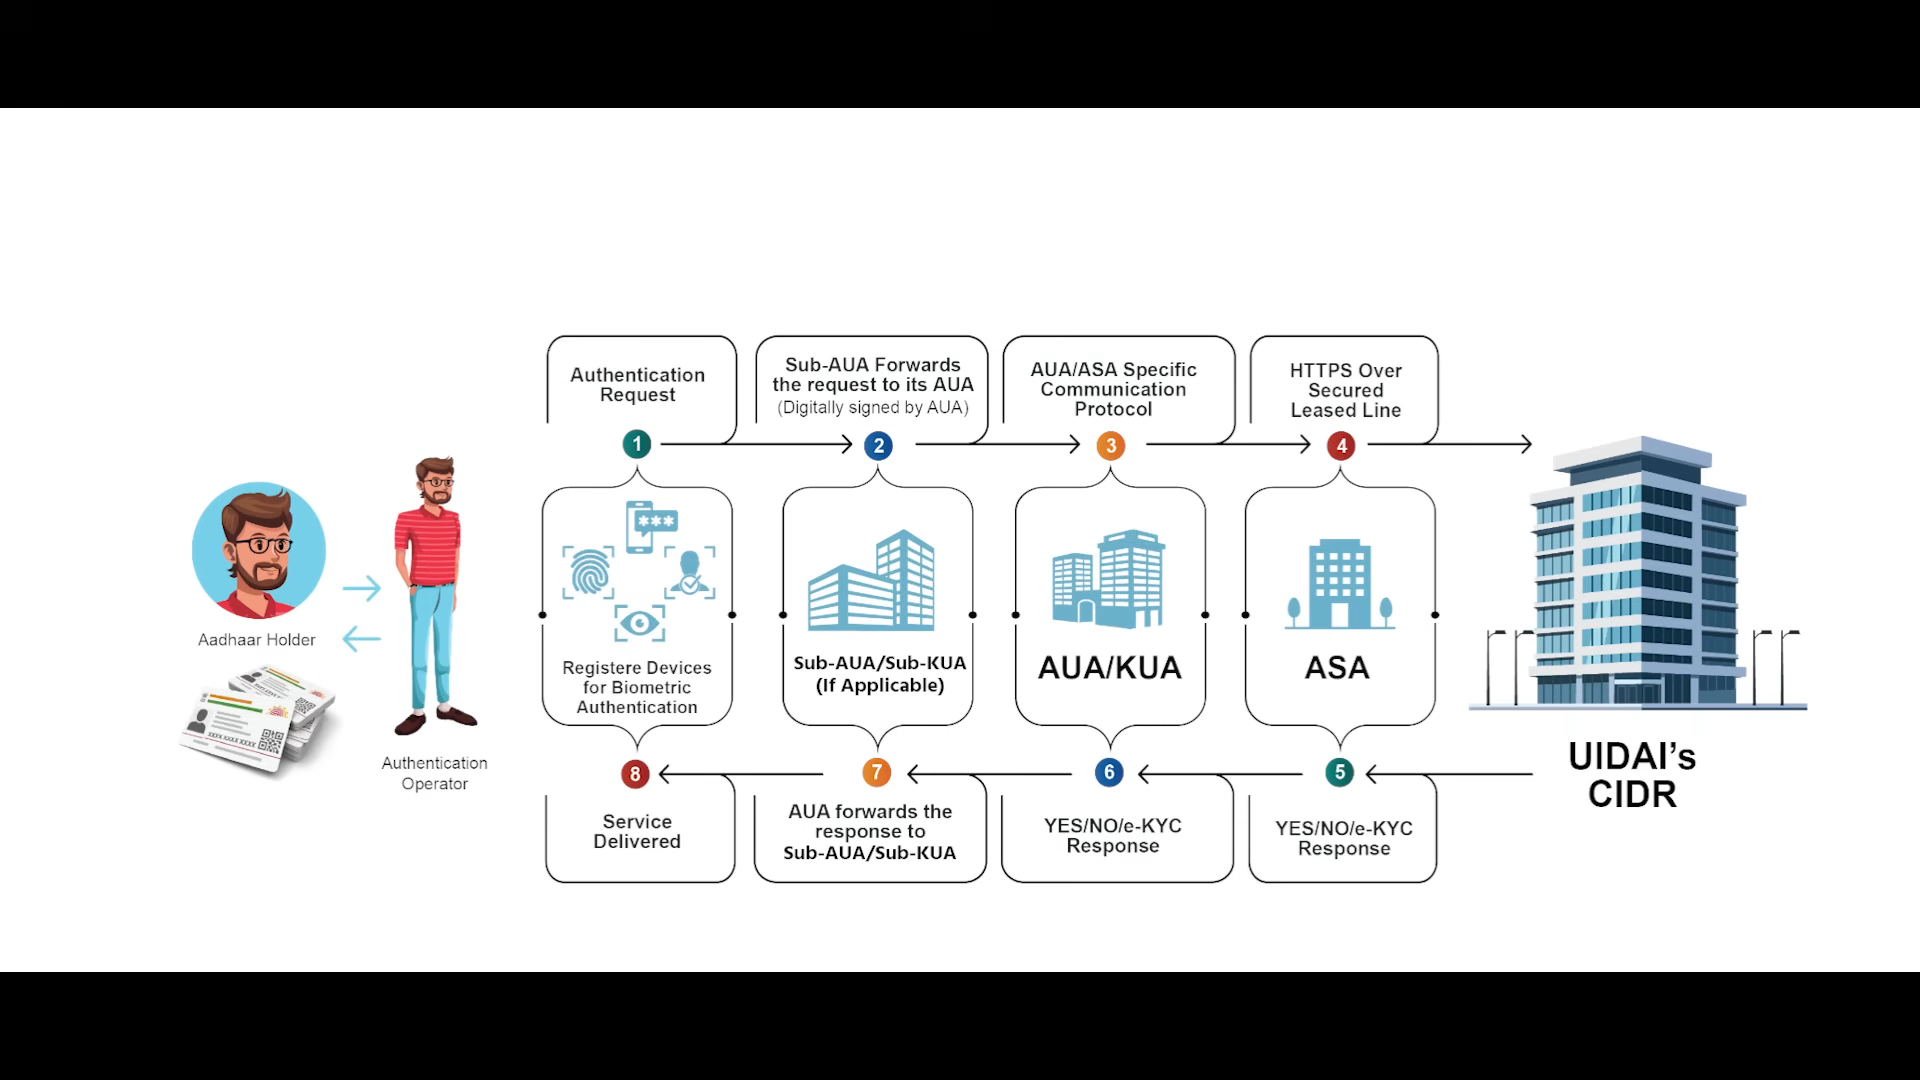 Authentication
Request
Sub-AUA Forwards
the request to its AUA
(Digitally signed by AUA)
AUA/ASA Specific
Communication
Protocol
HTTPS Over
Secured
Leased Line
1
2
3
4
***
Aadhaar Holder
XXXX XXXX XXXX
Authentication
Operator
Registere Devices
for Biometric
Authentication
Sub-AUA/Sub-KUA
(If Applicable)
AUA/KUA
ASA
UIDAI's
CIDR
8
7
6
5
Service
Delivered
AUA forwards the
response to
Sub-AUA/Sub-KUA
YES/NO/e-KYC
Response
YES/NO/e-KYC
Response